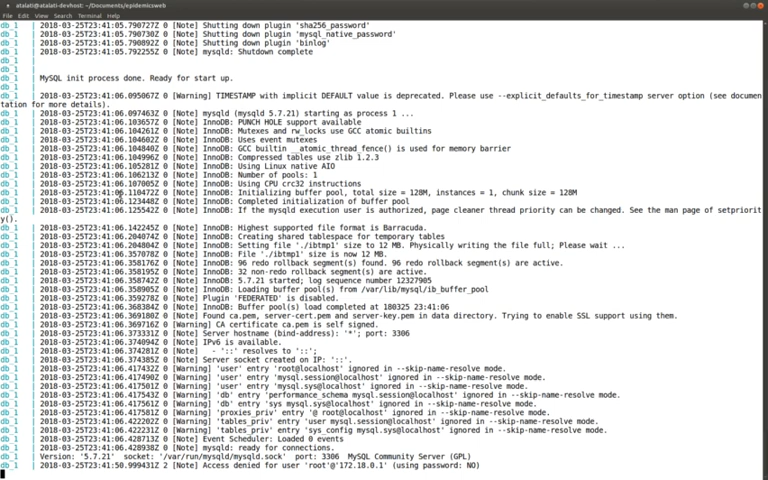 atalati@atalati-devhost: ~/Documents/epidemicsweb
File Edit View Search Terminal Help
db_1 | 2018-03-25T23:41:05.790727Z 0 [Note] Shutting down plugin 'sha256_password'
db_1 | 2018-03-25T23:41:05.790730Z 0 [Note] Shutting down plugin 'mysql_native_password'
db_1 | 2018-03-25T23:41:05.790892Z 0 [Note] Shutting down plugin 'binlog'
db_1 | 2018-03-25T23:41:05.792255Z 0 [Note] mysqld: Shutdown complete
db_1 |
db_1 |
db_1 | MySQL init process done. Ready for start up.
db_1 |
db_1 | 2018-03-25T23:41:06.095067Z 0 [Warning] TIMESTAMP with implicit DEFAULT value is deprecated. Please use --explicit_defaults_for_timestamp server option (see documen
tation for more details).
db_1 | 2018-03-25T23:41:06.097463Z 0 [Note] mysqld (mysqld 5.7.21) starting as process 1 ...
db_1 | 2018-03-25T23:41:06.103657Z 0 [Note] InnoDB: PUNCH HOLE support available
db_1 | 2018-03-25T23:41:06.104261Z 0 [Note] InnoDB: Mutexes and rw_locks use GCC atomic builtins
db_1 | 2018-03-25T23:41:06.104602Z 0 [Note] InnoDB: Uses event mutexes
db_1 | 2018-03-25T23:41:06.104840Z 0 [Note] InnoDB: GCC builtin __atomic_thread_fence() is used for memory barrier
db_1 | 2018-03-25T23:41:06.104996Z 0 [Note] InnoDB: Compressed tables use zlib 1.2.3
db_1 | 2018-03-25T23:41:06.105281Z 0 [Note] InnoDB: Using Linux native AIO
db_1 | 2018-03-25T23:41:06.106213Z 0 [Note] InnoDB: Number of pools: 1
db_1 | 2018-03-25T23:41:06.107005Z 0 [Note] InnoDB: Using CPU crc32 instructions
db_1 | 2018-03-25T23:41:06.110472Z 0 [Note] InnoDB: Initializing buffer pool, total size = 128M, instances = 1, chunk size = 128M
db_1 | 2018-03-25T23:41:06.123448Z 0 [Note] InnoDB: Completed initialization of buffer pool
db_1 | 2018-03-25T23:41:06.125542Z 0 [Note] InnoDB: If the mysqld execution user is authorized, page cleaner thread priority can be changed. See the man page of setpriorit
y().
db_1 | 2018-03-25T23:41:06.142245Z 0 [Note] InnoDB: Highest supported file format is Barracuda.
db_1 | 2018-03-25T23:41:06.204074Z 0 [Note] InnoDB: Creating shared tablespace for temporary tables
db_1 | 2018-03-25T23:41:06.204804Z 0 [Note] InnoDB: Setting file './ibtmp1' size to 12 MB. Physically writing the file full; Please wait ...
db_1 | 2018-03-25T23:41:06.357078Z 0 [Note] InnoDB: File './ibtmp1' size is now 12 MB.
db_1 | 2018-03-25T23:41:06.358176Z 0 [Note] InnoDB: 96 redo rollback segment(s) found. 96 redo rollback segment(s) are active.
db_1 | 2018-03-25T23:41:06.358195Z 0 [Note] InnoDB: 32 non-redo rollback segment(s) are active.
db_1 | 2018-03-25T23:41:06.358742Z 0 [Note] InnoDB: 5.7.21 started; log sequence number 12327905
db_1 | 2018-03-25T23:41:06.358905Z 0 [Note] InnoDB: Loading buffer pool(s) from /var/lib/mysql/ib_buffer_pool
db_1 | 2018-03-25T23:41:06.359278Z 0 [Note] Plugin 'FEDERATED' is disabled.
db_1 | 2018-03-25T23:41:06.368384Z 0 [Note] InnoDB: Buffer pool(s) load completed at 180325 23:41:06
db_1 | 2018-03-25T23:41:06.369180Z 0 [Note] Found ca.pem, server-cert.pem and server-key.pem in data directory. Trying to enable SSL support using them.
db_1 | 2018-03-25T23:41:06.369716Z 0 [Warning] CA certificate ca.pem is self signed.
db_1 | 2018-03-25T23:41:06.373331Z 0 [Note] Server hostname (bind-address): '*'; port: 3306
db_1 | 2018-03-25T23:41:06.374094Z 0 [Note] IPv6 is available.
db_1 | 2018-03-25T23:41:06.374281Z 0 [Note]   - '::' resolves to '::';
db_1 | 2018-03-25T23:41:06.374385Z 0 [Note] Server socket created on IP: '::'.
db_1 | 2018-03-25T23:41:06.417432Z 0 [Warning] 'user' entry 'root@localhost' ignored in --skip-name-resolve mode.
db_1 | 2018-03-25T23:41:06.417490Z 0 [Warning] 'user' entry 'mysql.session@localhost' ignored in --skip-name-resolve mode.
db_1 | 2018-03-25T23:41:06.417501Z 0 [Warning] 'user' entry 'mysql.sys@localhost' ignored in --skip-name-resolve mode.
db_1 | 2018-03-25T23:41:06.417543Z 0 [Warning] 'db' entry 'performance_schema mysql.session@localhost' ignored in --skip-name-resolve mode.
db_1 | 2018-03-25T23:41:06.417561Z 0 [Warning] 'db' entry 'sys mysql.sys@localhost' ignored in --skip-name-resolve mode.
db_1 | 2018-03-25T23:41:06.417581Z 0 [Warning] 'proxies_priv' entry '@ root@localhost' ignored in --skip-name-resolve mode.
db_1 | 2018-03-25T23:41:06.422202Z 0 [Warning] 'tables_priv' entry 'user mysql.session@localhost' ignored in --skip-name-resolve mode.
db_1 | 2018-03-25T23:41:06.422231Z 0 [Warning] 'tables_priv' entry 'sys_config mysql.sys@localhost' ignored in --skip-name-resolve mode.
db_1 | 2018-03-25T23:41:06.428713Z 0 [Note] Event Scheduler: Loaded 0 events
db_1 | 2018-03-25T23:41:06.428938Z 0 [Note] mysqld: ready for connections.
db_1 | Version: '5.7.21'  socket: '/var/run/mysqld/mysqld.sock'  port: 3306  MySQL Community Server (GPL)
db_1 | 2018-03-25T23:41:50.999431Z 2 [Note] Access denied for user 'root'@'172.18.0.1' (using password: NO)